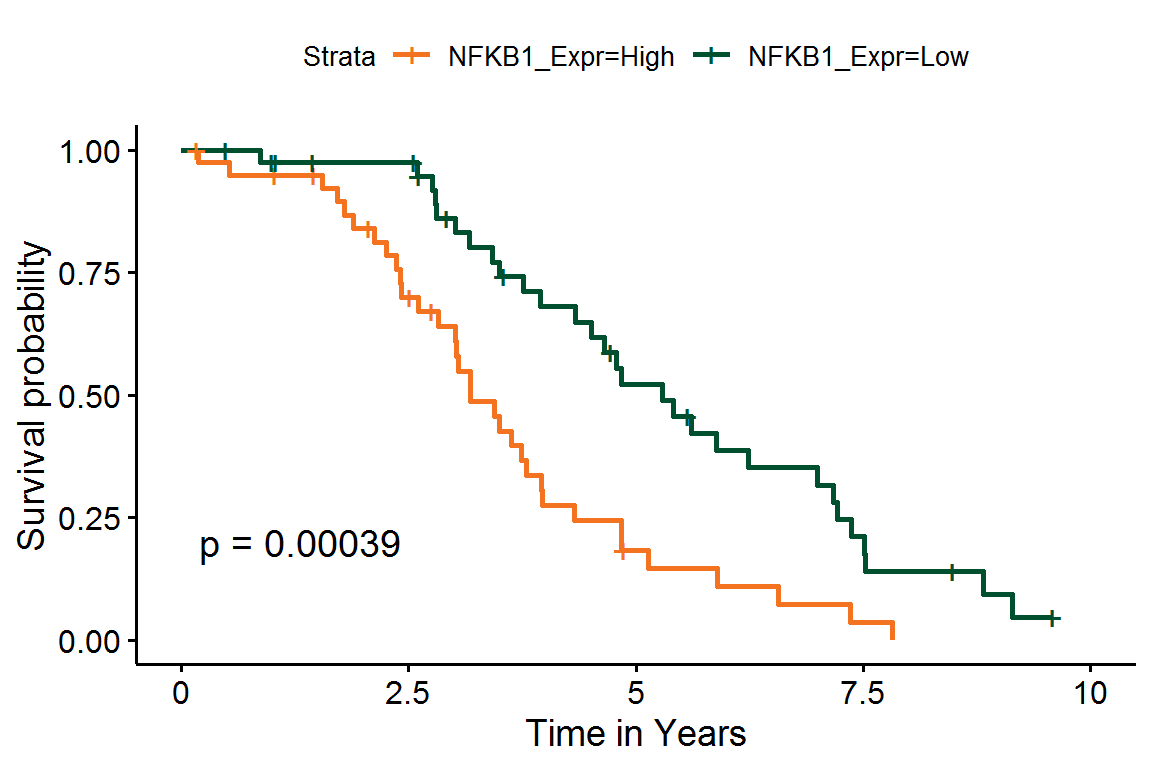 Strata NFKB1_Expr=High NFKB1_Expr=Low
1.00
0.75
0.50
0.25
0.00
Survival probability
p = 0.00039
0 2.5 5 7.5 10
Time in Years